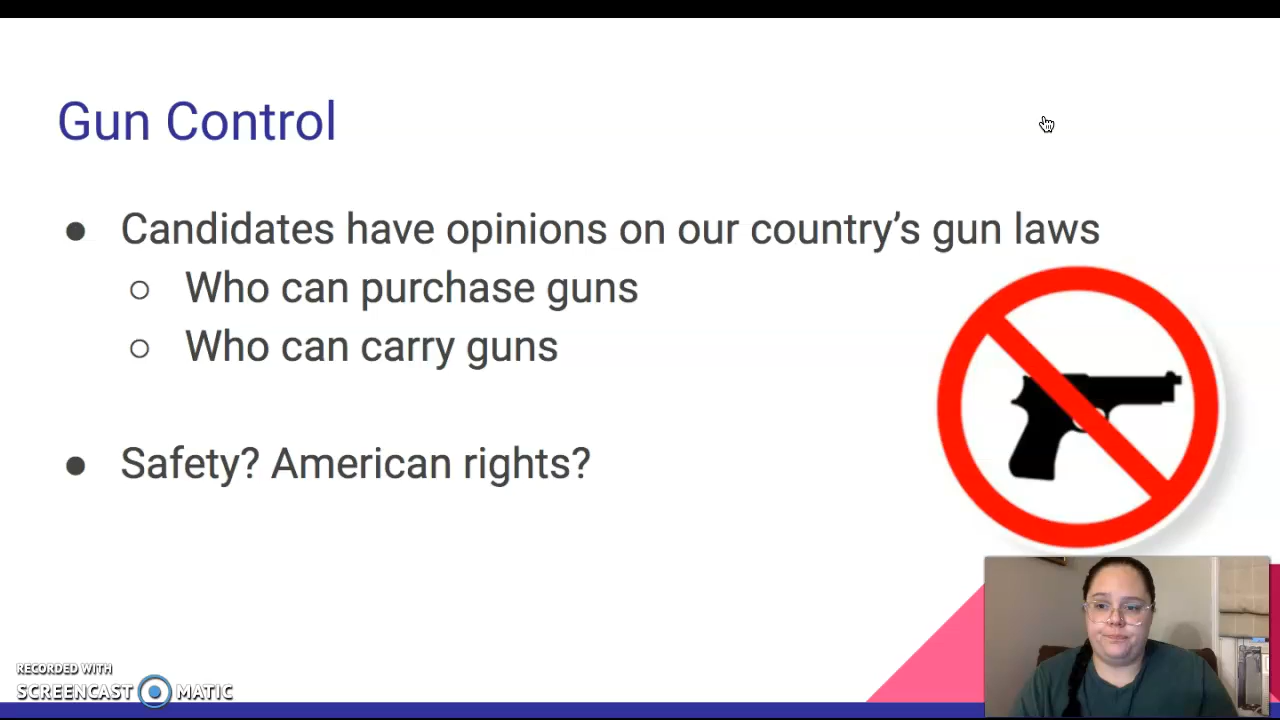 Gun Control
● Candidates have opinions on our country's gun laws
○ Who can purchase guns
○ Who can carry guns
● Safety? American rights?
RECORDED WITH
SCREENCAST MATIC